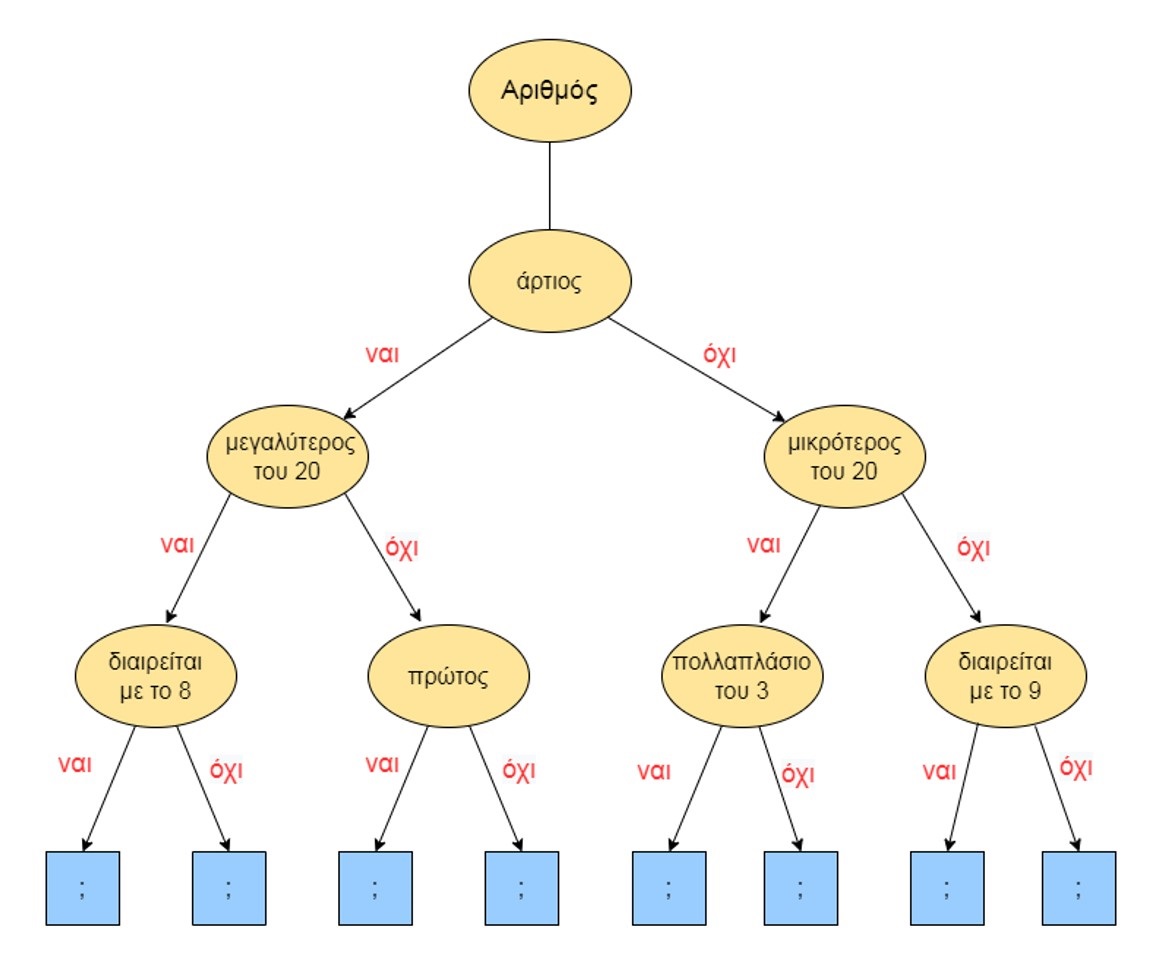 Αριθμός
άρτιος
ναι
όχι
μεγαλύτερος
του 20
μικρότερος
του 20
ναι
όχι
ναι
όχι
διαιρείται
με το 8
πρώτος
πολλαπλάσιο
του 3
διαιρείται
με το 9
ναι
όχι
ναι
όχι
ναι
όχι
ναι
όχι
;
;
;
;
;
;
;
;